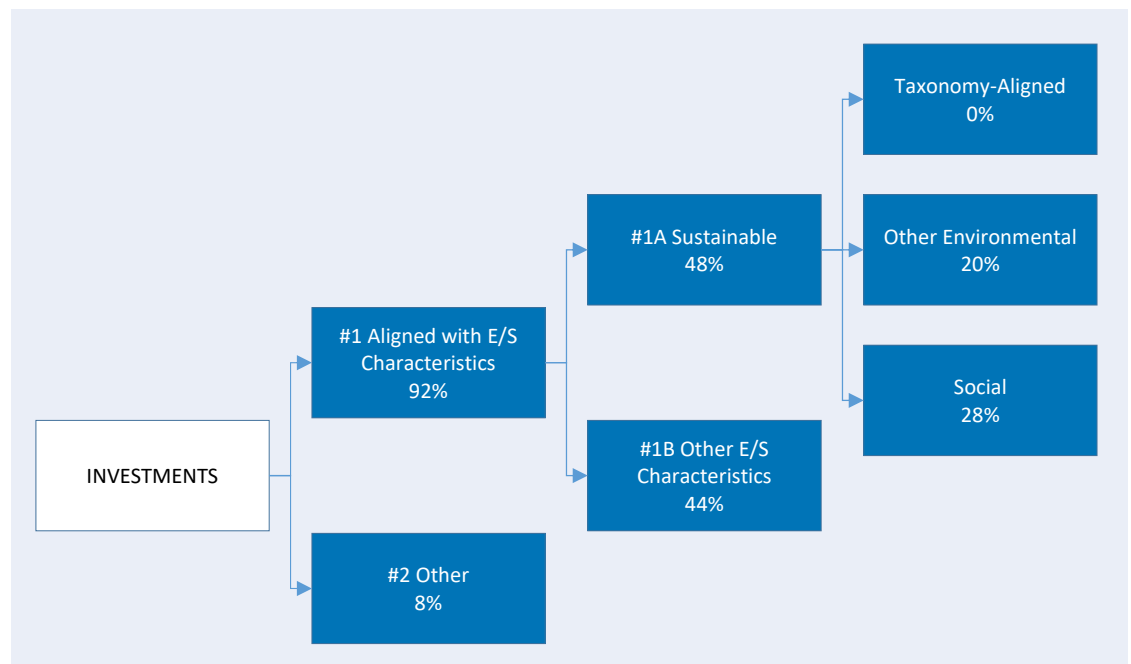 INVESTMENTS
#1 Aligned with E/S
Characteristics
92%
#2 Other
8%
#1A Sustainable
48%
#1B Other E/S
Characteristics
44%
Taxonomy-Aligned
0%
Other Environmental
20%
Social
28%